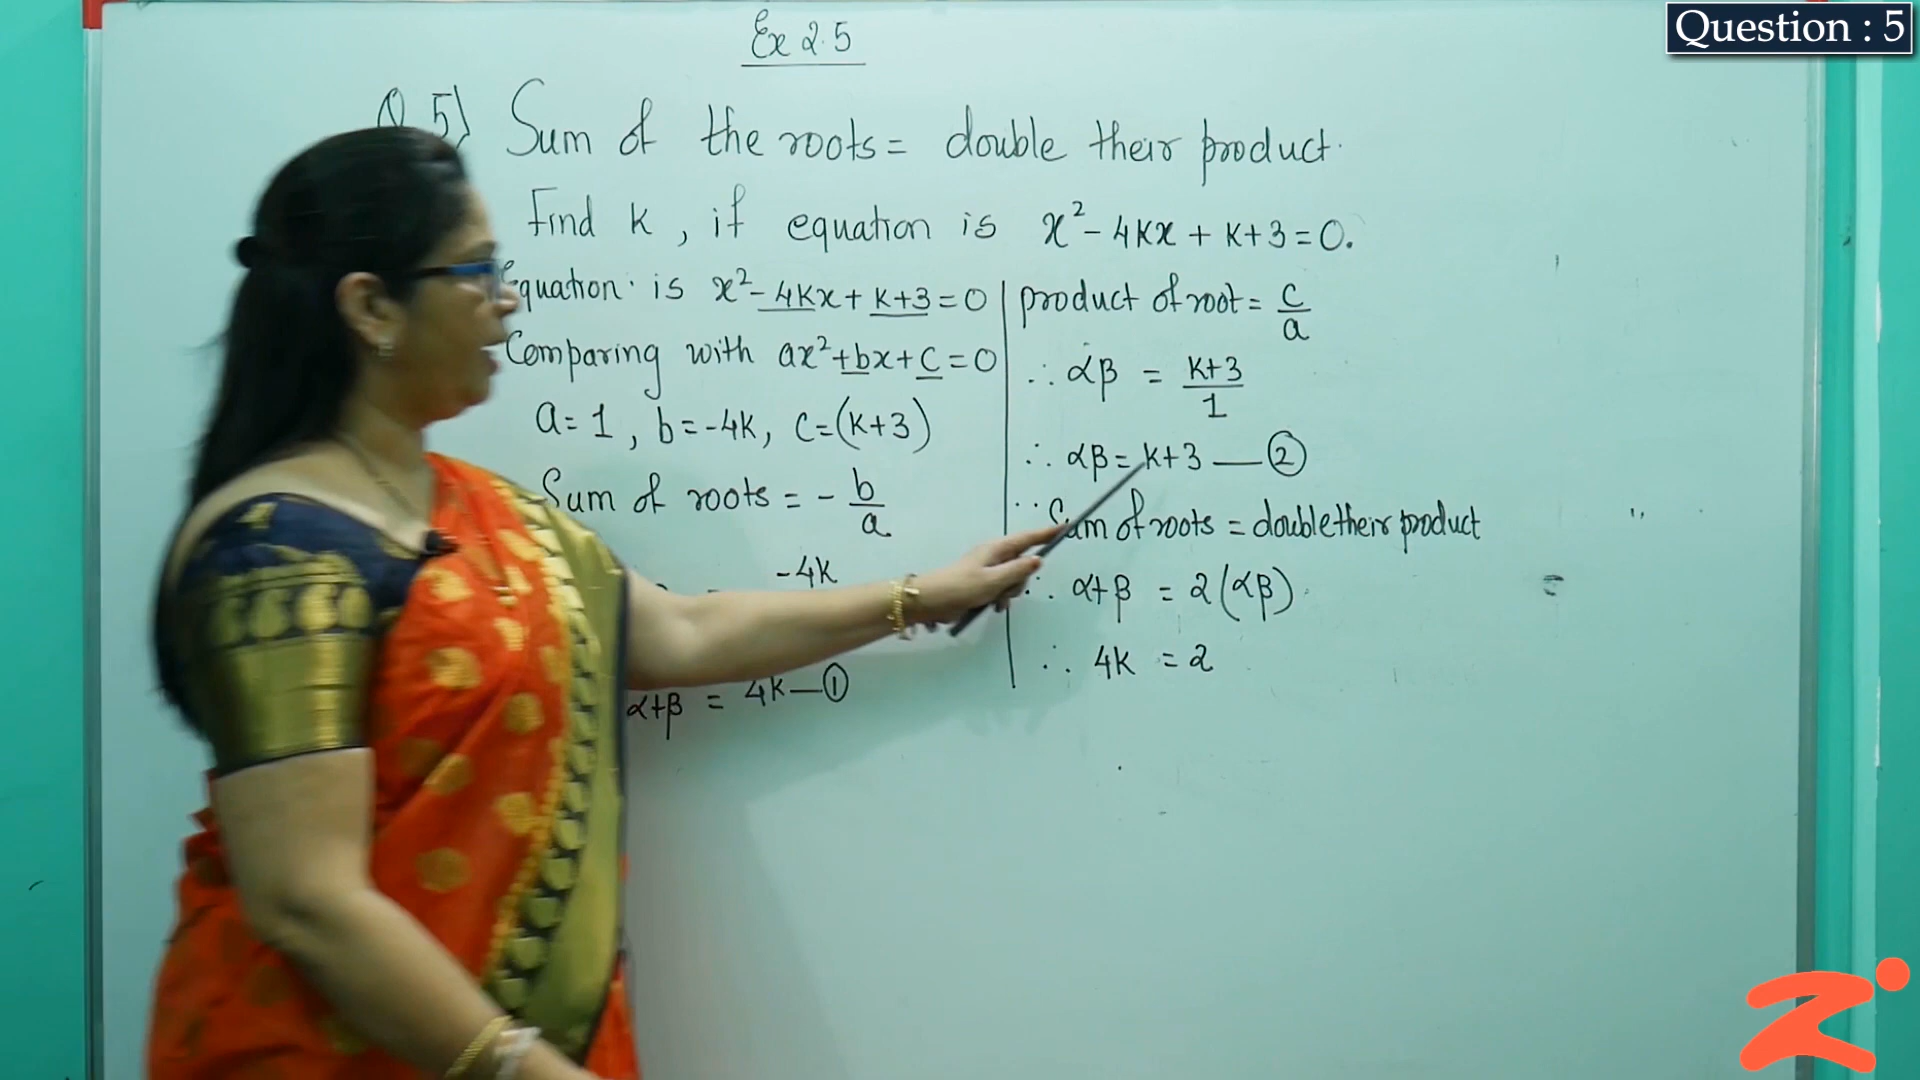 Question : 5
Ex 2.5
Q 5) Sum of the roots = double their product.
Find k, if equation is x² - 4kx + k+3 = 0.
Equation is x² - 4kx + k+3 = 0
Comparing with ax² + bx + c = 0
a = 1, b = -4k, c = (k+3)
Sum of roots = - b/a
-4k
α+β = 4k — ①
product of root = c/a
∴ αβ = k+3/1
∴ αβ = k+3 — ②
∵ Sum of roots = double their product
∴ α+β = 2(αβ)
∴ 4k = 2